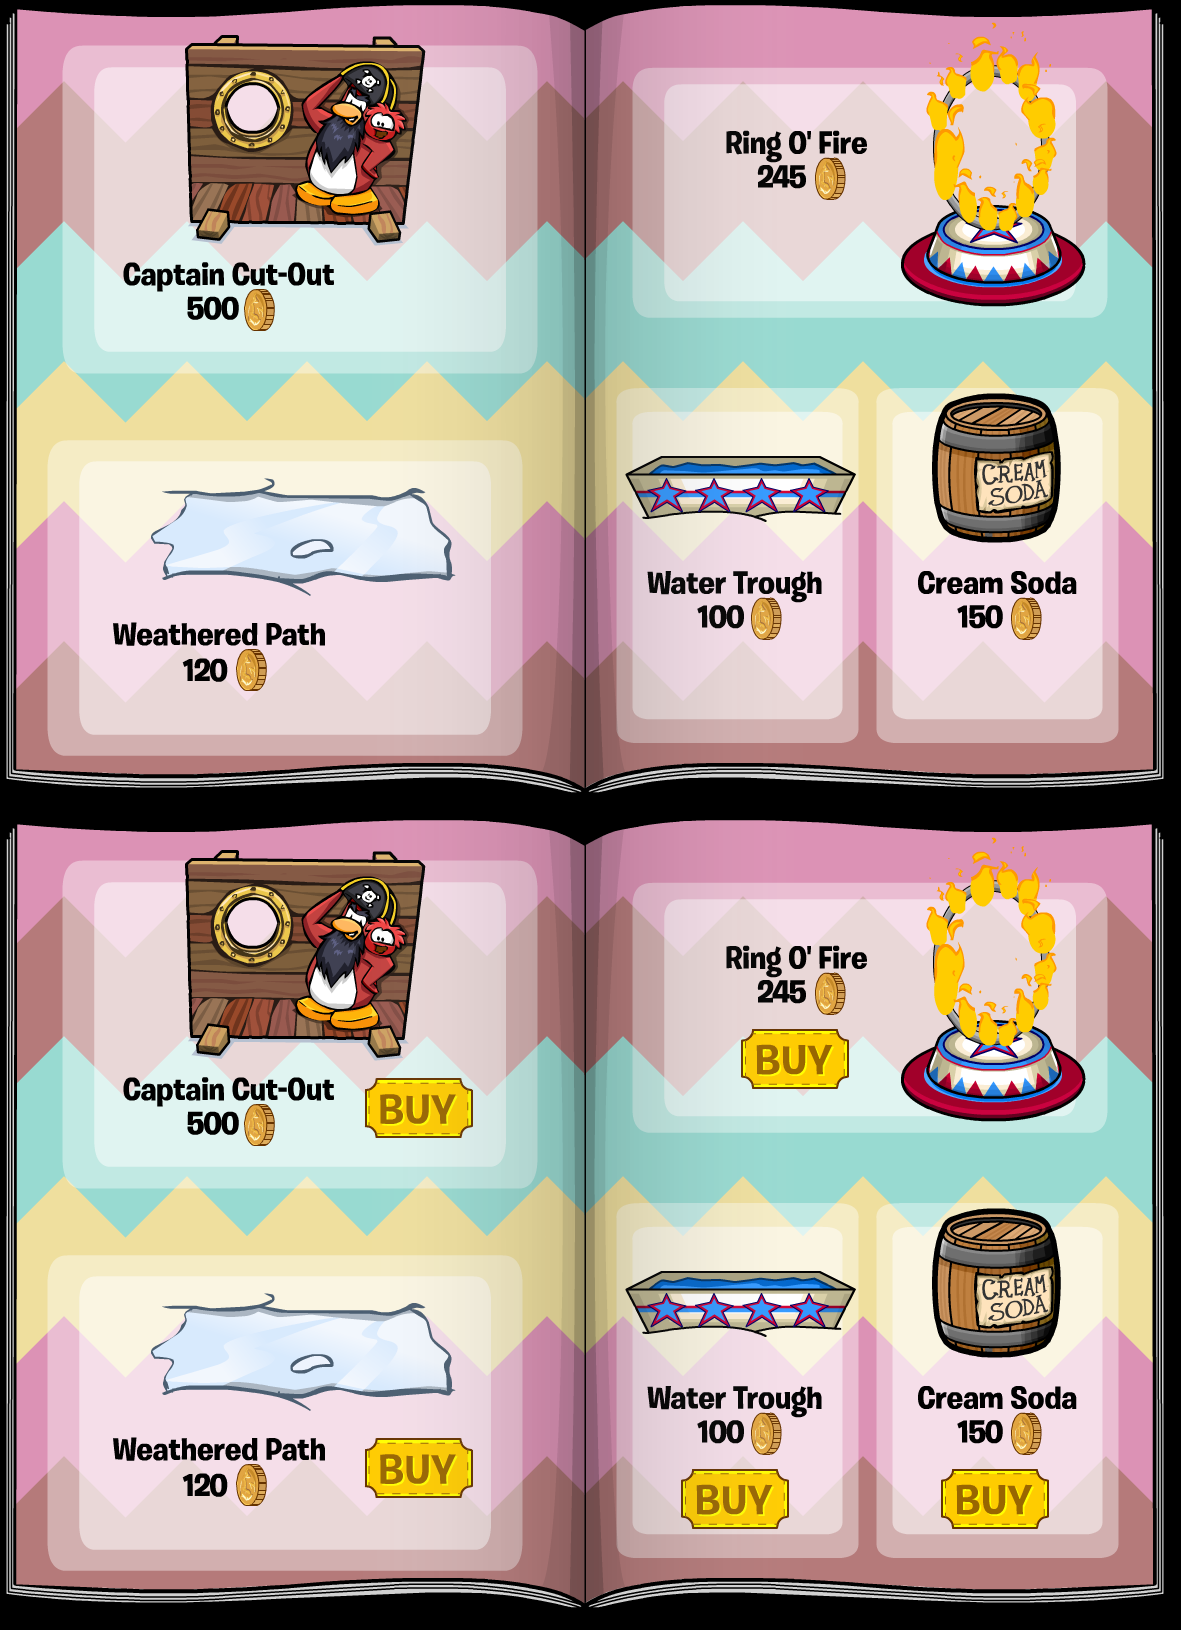 Captain Cut-Out
500
Weathered Path
120
Ring O' Fire
245
CREAM
SODA
Water Trough
100
Cream Soda
150
Captain Cut-Out
500
BUY
Weathered Path
120
BUY
Ring O' Fire
245
BUY
CREAM
SODA
Water Trough
100
BUY
Cream Soda
150
BUY